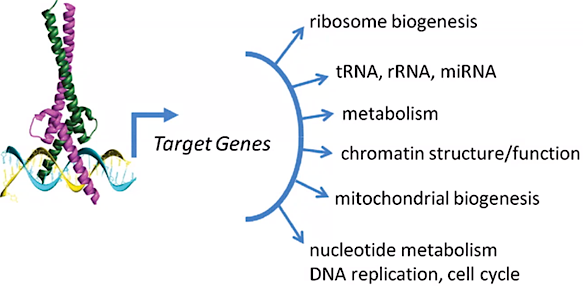 ribosome biogenesis
tRNA, rRNA, miRNA
metabolism
Target Genes
chromatin structure/function
mitochondrial biogenesis
nucleotide metabolism
DNA replication, cell cycle